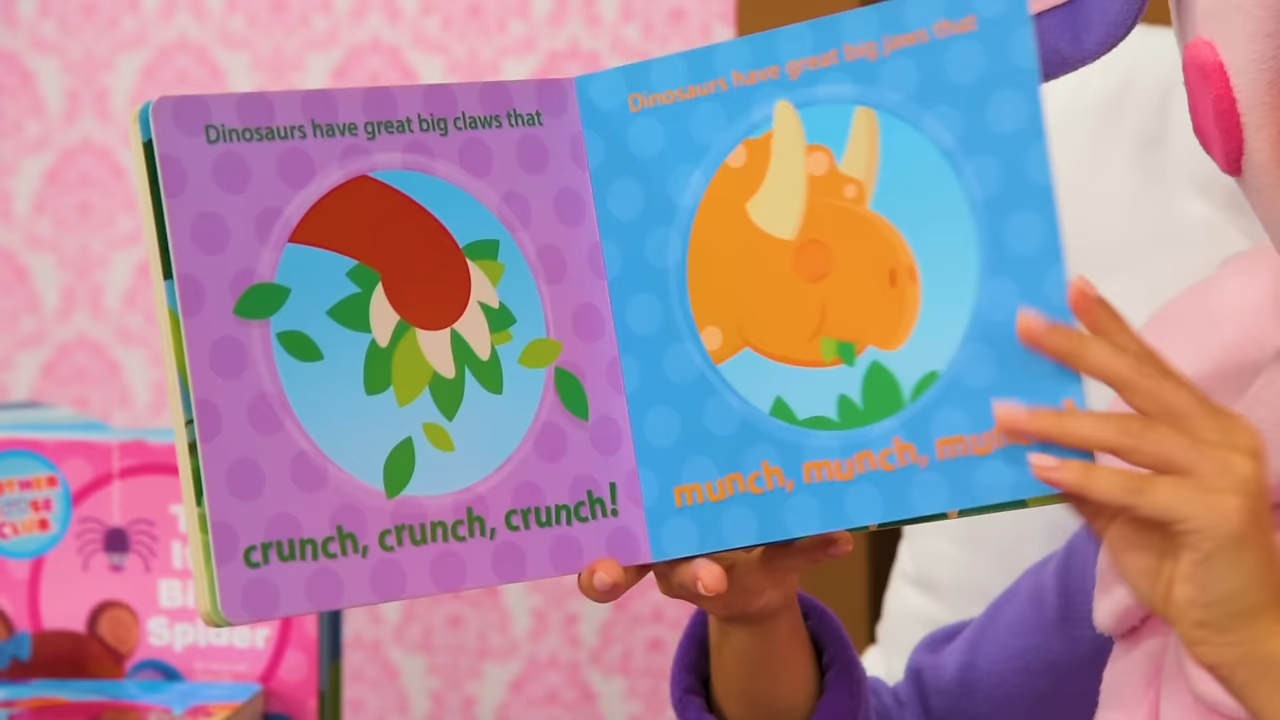 Dinosaurs have great big claws that
crunch, crunch, crunch!
Dinosaurs have great big jaws that
munch, munch,
Spider